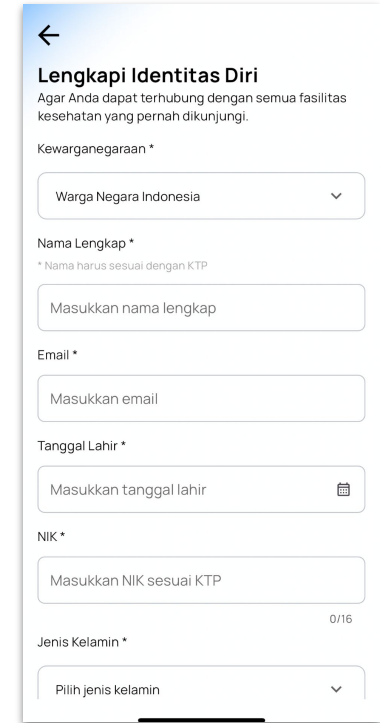 Lengkapi Identitas Diri
Agar Anda dapat terhubung dengan semua fasilitas
kesehatan yang pernah dikunjungi.
Kewarganegaraan *
Warga Negara Indonesia
Nama Lengkap *
* Nama harus sesuai dengan KTP
Masukkan nama lengkap
Email *
Masukkan email
Tanggal Lahir *
Masukkan tanggal lahir
NIK *
Masukkan NIK sesuai KTP
0/16
Jenis Kelamin *
Pilih jenis kelamin